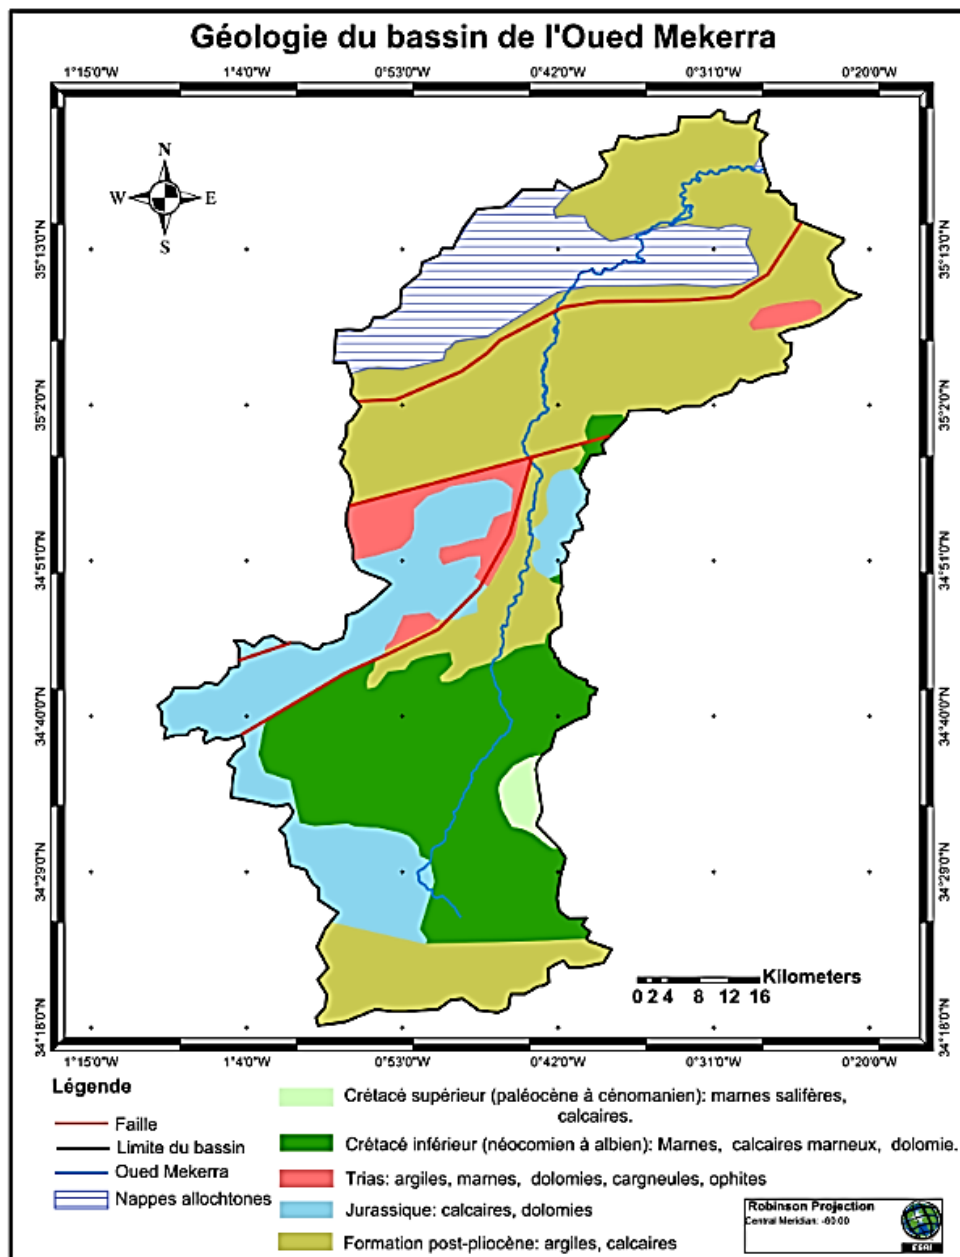 Géologie du bassin de l'Oued Mekerra
1°15'0"W 1°4'0"W 0°53'0"W 0°42'0"W 0°31'0"W 0°20'0"W
N
W E
S
35°13'0"N 35°13'0"N
35°2'0"N 35°2'0"N
34°51'0"N 34°51'0"N
34°40'0"N 34°40'0"N
34°29'0"N 34°29'0"N
34°18'0"N 34°18'0"N
Kilometers
0 2 4 8 12 16
1°15'0"W 1°4'0"W 0°53'0"W 0°42'0"W 0°31'0"W 0°20'0"W
Légende
Faille
Limite du bassin
Oued Mekerra
Nappes allochtones
Crétacé supérieur (paléocène à cénomanien): marnes salifères,
calcaires.
Crétacé inférieur (néocomien à albien): Marnes, calcaires marneux, dolomie.
Trias: argiles, marnes, dolomies, cargneules, ophites
Jurassique: calcaires, dolomies
Formation post-pliocène: argiles, calcaires
Robinson Projection
Central Meridian: -60:00
ESRI